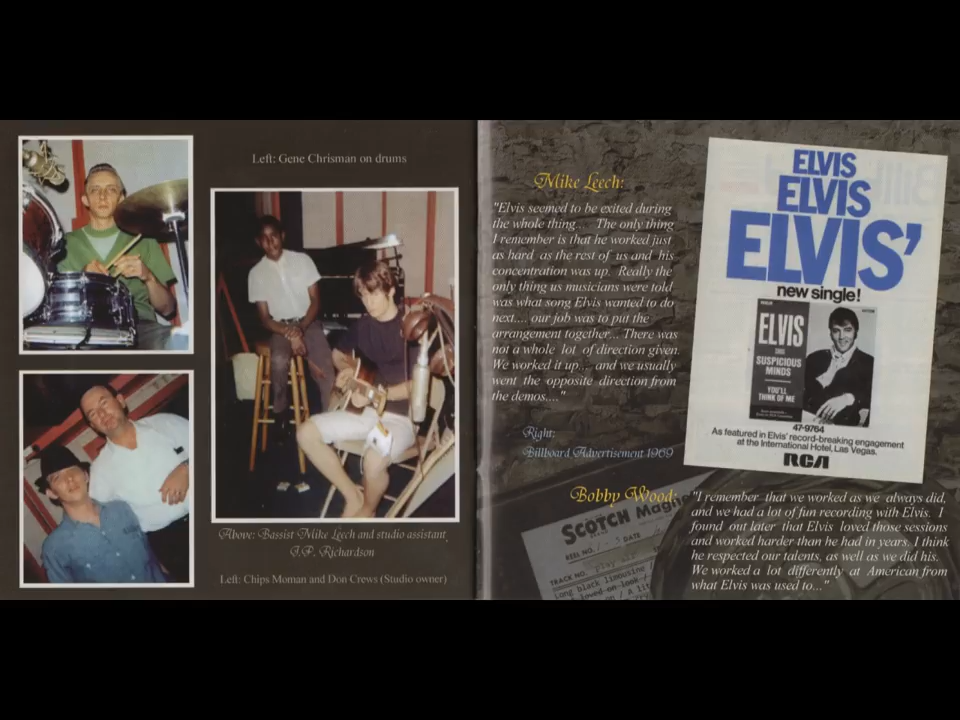 Left: Gene Chrisman on drums
Above: Bassist Mike Leech and studio assistant
Richardson
Left: Chips Moman and Don Crews (Studio owner)
Mike Leech:
"Elvis seemed to be exited during
the whole thing... The only thing
I remember is that he worked just
as hard as the rest of us and his
concentration was up. Really the
only thing us musicians were told
was what song Elvis wanted to do
next.... our job was to put the
arrangement together... There was
not a whole lot of direction given.
We worked it up... and we usually
went the opposite direction from
the demos...."
Right:
Billboard Advertisement 1969
ELVIS
ELVIS
ELVIS'
new single!
ELVIS
SUSPICIOUS
MINDS
YOU'LL
THINK OF ME
47-9764
As featured in Elvis' record-breaking engagement
at the International Hotel, Las Vegas.
RCA
Bobby Wood:
"I remember that we worked as we always did,
and we had a lot of fun recording with Elvis. I
found out later that Elvis loved those sessions
and worked harder than he had in years. I think
he respected our talents, as well as we did his.
We worked a lot differently at American from
what Elvis was used to..."
SCOTCH Magn
REEL NO. DATE
TRACK NO. play
Long black limousine